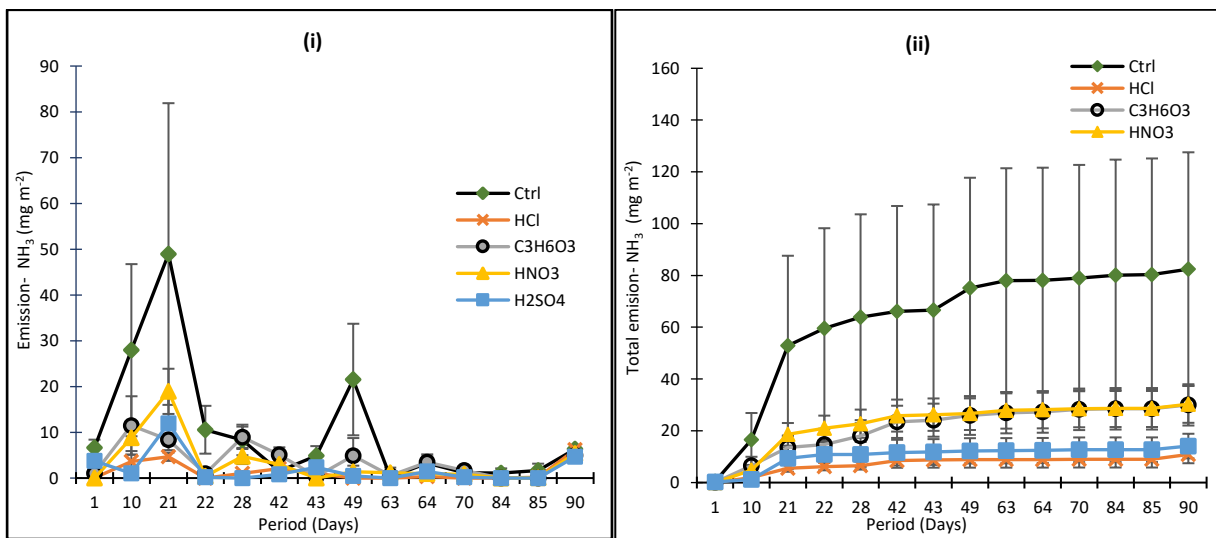 (i)
90
80
70
60
50
40
30
20
10
0
Emission- NH3 (mg m-2)
Ctrl
HCl
C3H6O3
HNO3
H2SO4
1 10 21 22 28 42 43 49 63 64 70 84 85 90
Period (Days)
(ii)
160
140
120
100
80
60
40
20
0
Total emision- NH3 (mg m-2)
Ctrl
HCl
C3H6O3
HNO3
1 10 21 22 28 42 43 49 63 64 70 84 85 90
Period (Days)